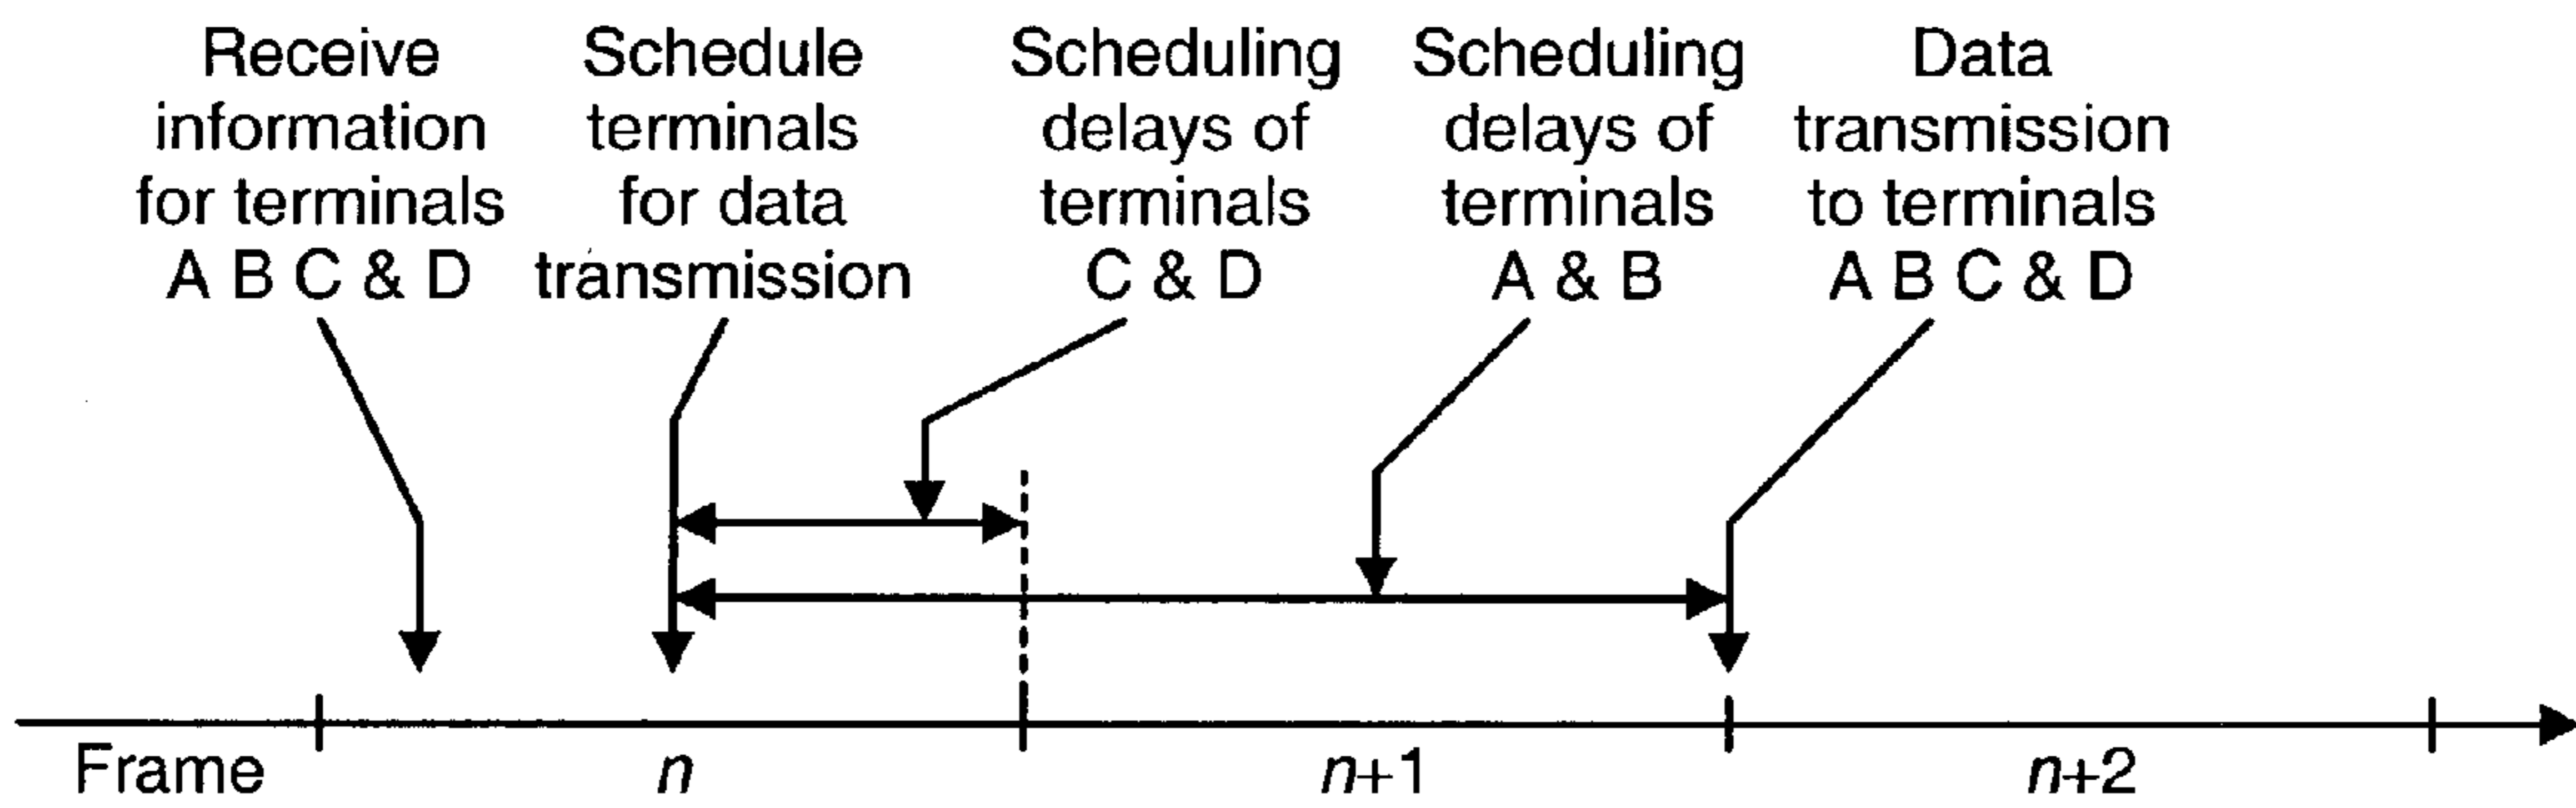 Receive
information
for terminals
A B C & D
Schedule
terminals
for data
transmission
Scheduling
delays of
terminals
C & D
Scheduling
delays of
terminals
A & B
Data
transmission
to terminals
A B C & D
Frame
n
n+1
n+2